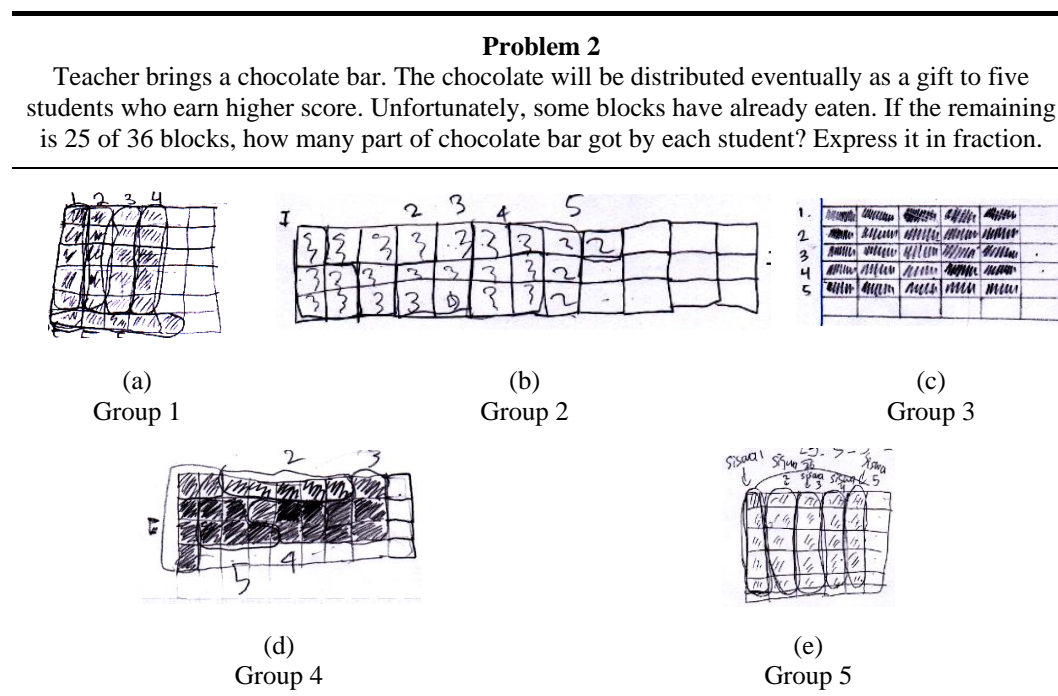 Problem 2
Teacher brings a chocolate bar. The chocolate will be distributed eventually as a gift to five
students who earn higher score. Unfortunately, some blocks have already eaten. If the remaining
is 25 of 36 blocks, how many part of chocolate bar got by each student? Express it in fraction.
1 2 3 4
I 2 3 4 5
1.
2
3
4
5
(a)
Group 1
(b)
Group 2
(c)
Group 3
2 3
5 4
siswa 1
2 siswa 3 siswa 4 siswa 5
(d)
Group 4
(e)
Group 5